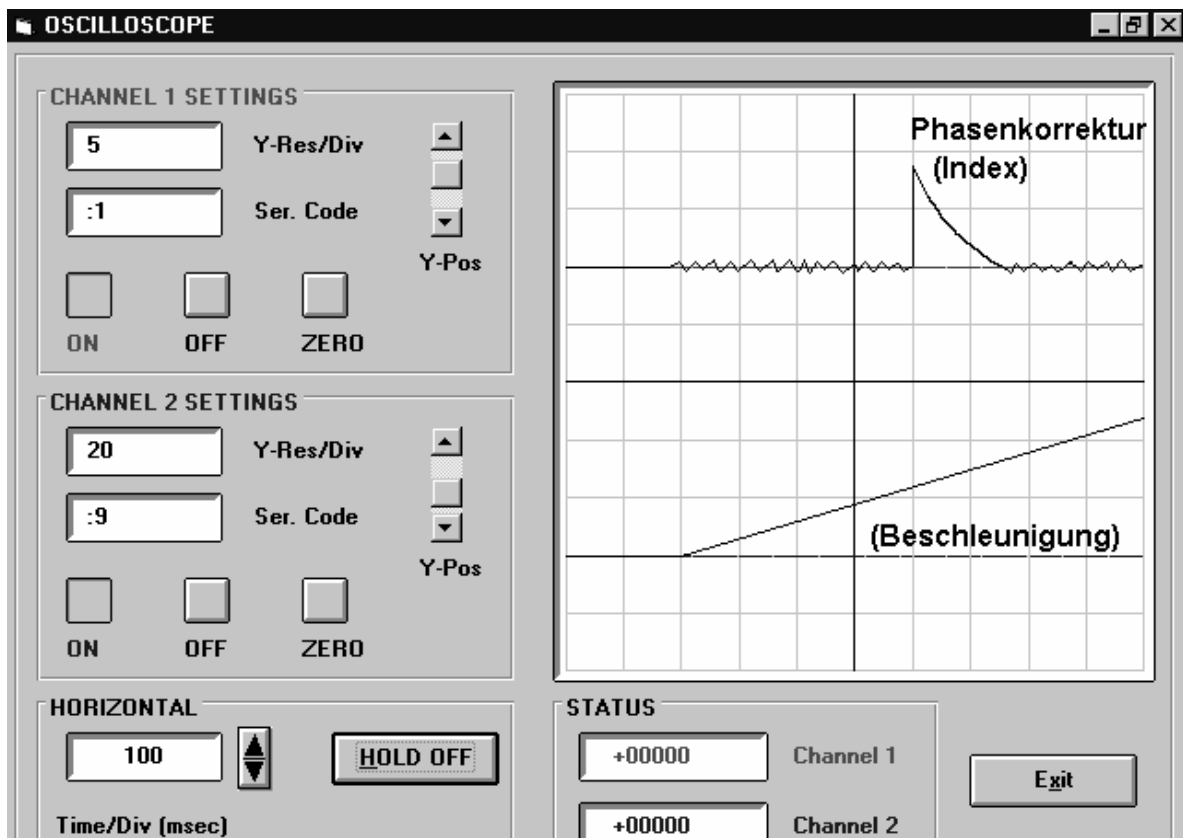 OSCILLOSCOPE
CHANNEL 1 SETTINGS
5 Y-Res/Div
:1 Ser. Code
Y-Pos
ON OFF ZERO
CHANNEL 2 SETTINGS
20 Y-Res/Div
:9 Ser. Code
Y-Pos
ON OFF ZERO
HORIZONTAL
100 HOLD OFF
Time/Div (msec)
Phasenkorrektur
(Index)
(Beschleunigung)
STATUS
+00000 Channel 1
+00000 Channel 2
Exit